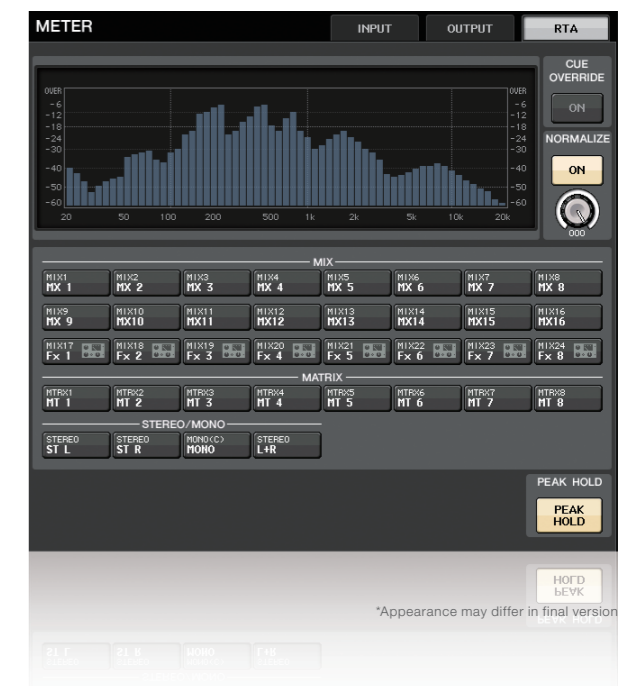 METER INPUT OUTPUT RTA
CUE
OVERRIDE
ON
NORMALIZE
ON
000
OVER OVER
-6 -6
-12 -12
-18 -18
-24 -24
-30 -30
-40 -40
-50 -50
-60 -60
20 50 100 200 500 1k 2k 5k 10k 20k
MIX
MIX1 MIX2 MIX3 MIX4 MIX5 MIX6 MIX7 MIX8
MX 1 MX 2 MX 3 MX 4 MX 5 MX 6 MX 7 MX 8
MIX9 MIX10 MIX11 MIX12 MIX13 MIX14 MIX15 MIX16
MX 9 MX10 MX11 MX12 MX13 MX14 MX15 MX16
MIX17 MIX18 MIX19 MIX20 MIX21 MIX22 MIX23 MIX24
Fx 1 Fx 2 Fx 3 Fx 4 Fx 5 Fx 6 Fx 7 Fx 8
MATRIX
MTRX1 MTRX2 MTRX3 MTRX4 MTRX5 MTRX6 MTRX7 MTRX8
MT 1 MT 2 MT 3 MT 4 MT 5 MT 6 MT 7 MT 8
STEREO/MONO
STEREO STEREO MONO(C) STEREO
ST L ST R MONO L+R
PEAK HOLD
PEAK
HOLD
*Appearance may differ in final version